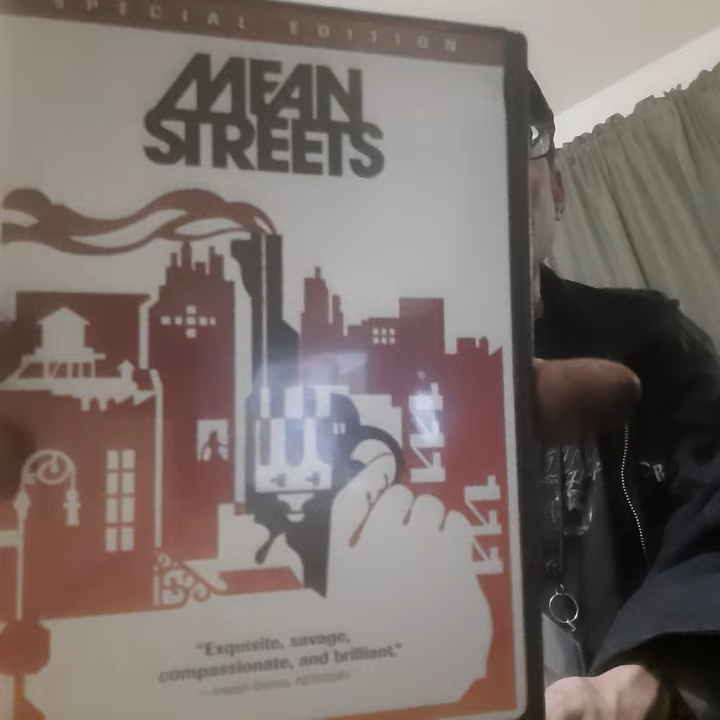 SPECIAL EDITION
MEAN
STREETS
"Exquisite, savage,
compassionate, and brilliant."